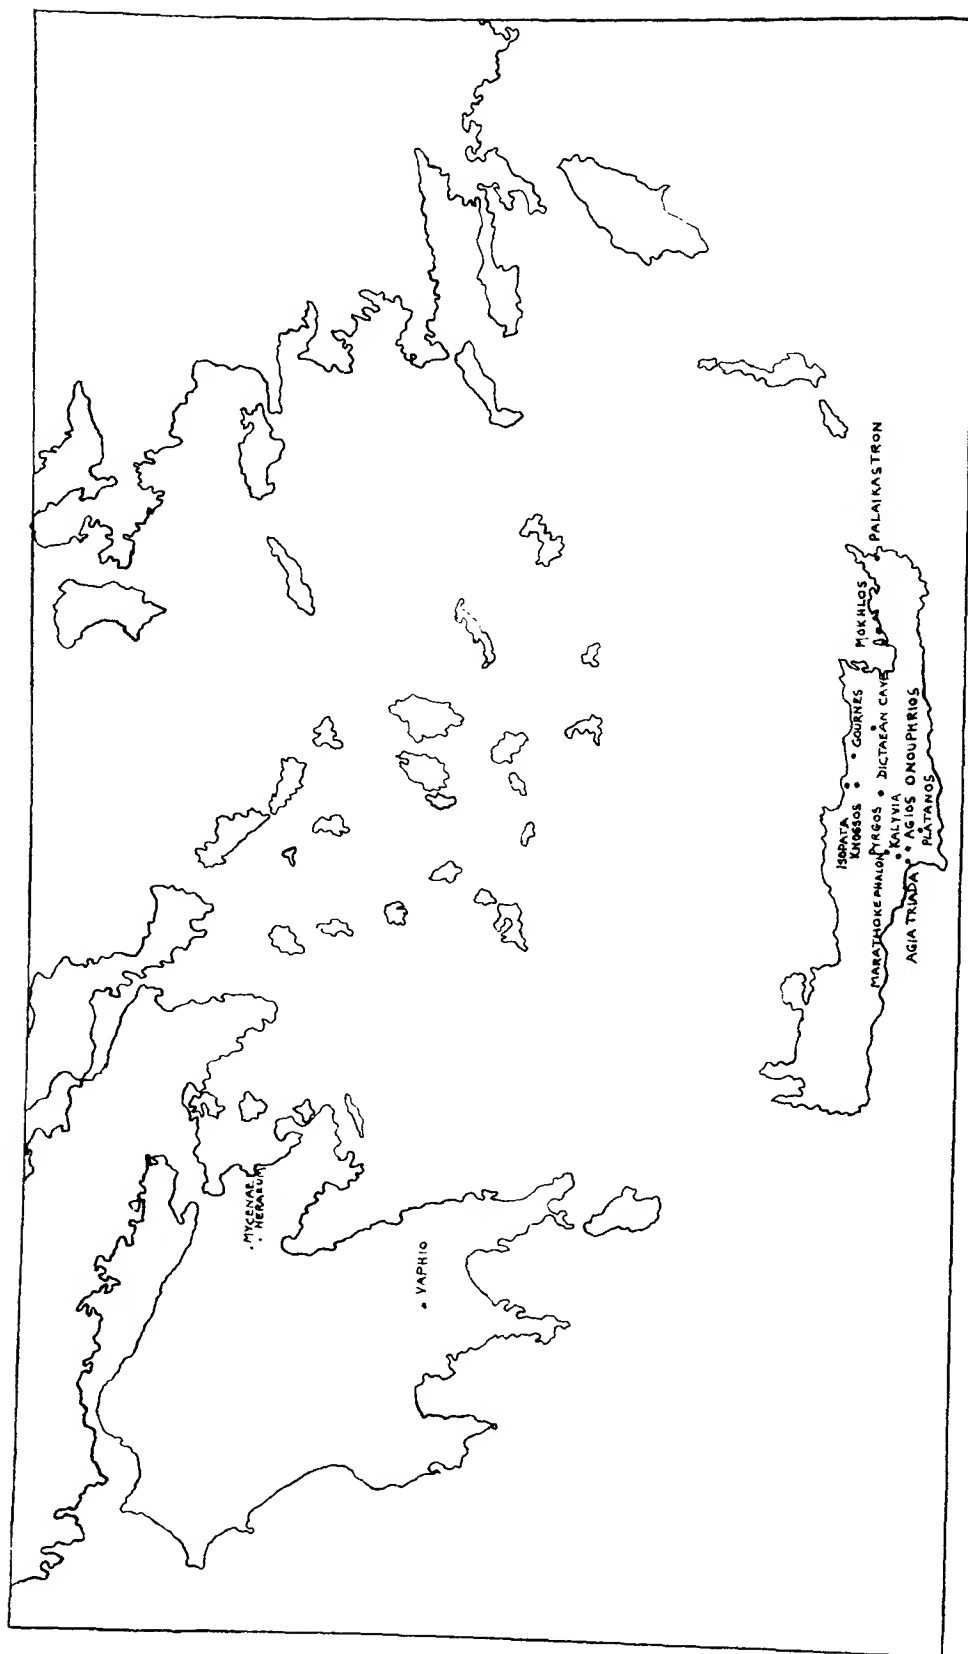 MYCENAE
HERAEUM
VAPHIO
ISOPATA
KNOSSOS
GOURNES
MOKHLOS
PALAIKASTRON
MARATHOKEPHALON
PYRGOS
DICTAEAN CAVE
KALYVIA
AGIA TRIADA
AGIOS ONOUPHRIOS
PLATANOS